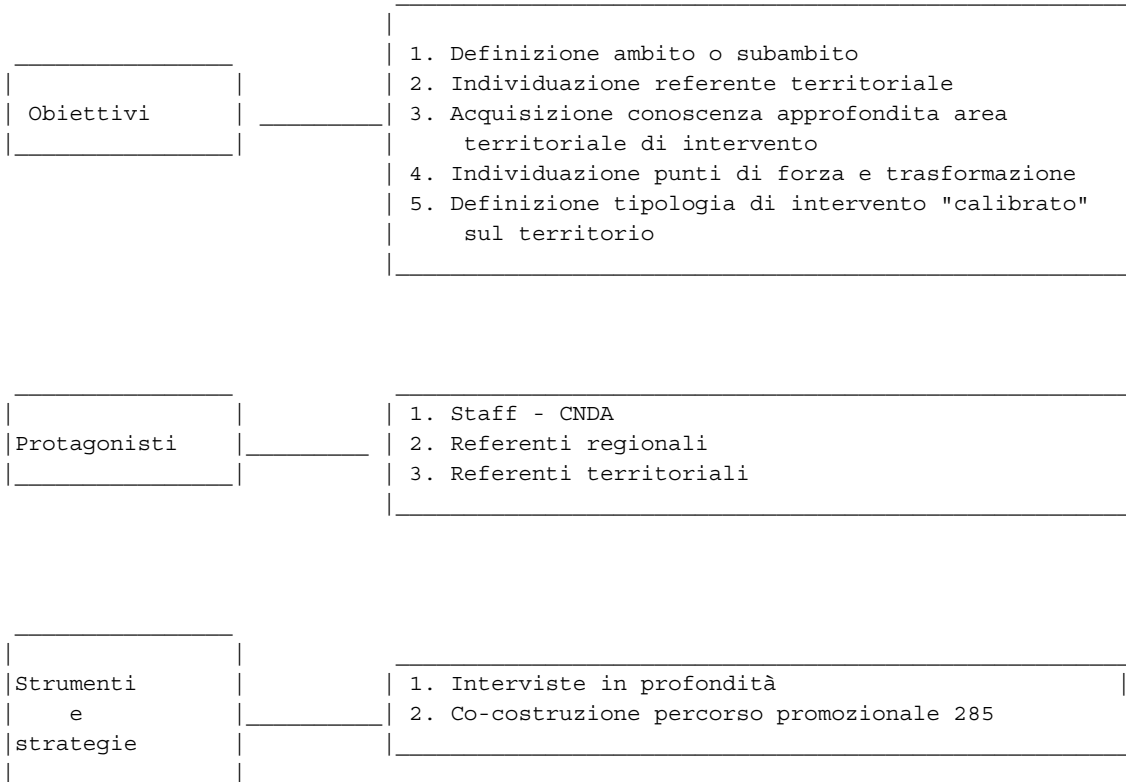 1. Definizione ambito o subambito
2. Individuazione referente territoriale
Obiettivi
3. Acquisizione conoscenza approfondita area
territoriale di intervento
4. Individuazione punti di forza e trasformazione
5. Definizione tipologia di intervento "calibrato"
sul territorio
1. Staff - CNDA
Protagonisti
2. Referenti regionali
3. Referenti territoriali
Strumenti
e
strategie
1. Interviste in profondità
2. Co-costruzione percorso promozionale 285